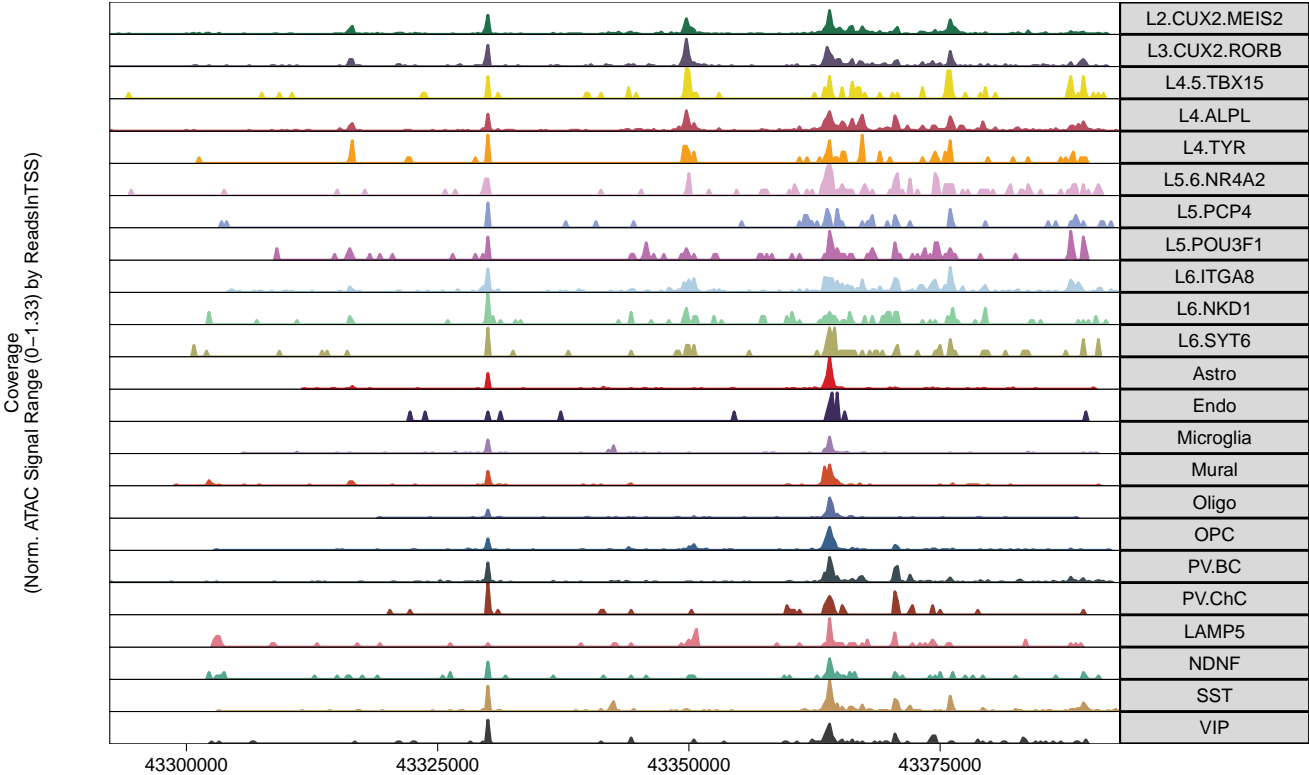 Coverage
(Norm. ATAC Signal Range (0−1.33) by ReadsInTSS)
L2.CUX2.MEIS2
L3.CUX2.RORB
L4.5.TBX15
L4.ALPL
L4.TYR
L5.6.NR4A2
L5.PCP4
L5.POU3F1
L6.ITGA8
L6.NKD1
L6.SYT6
Astro
Endo
Microglia
Mural
Oligo
OPC
PV.BC
PV.ChC
LAMP5
NDNF
SST
VIP
43300000 43325000 43350000 43375000